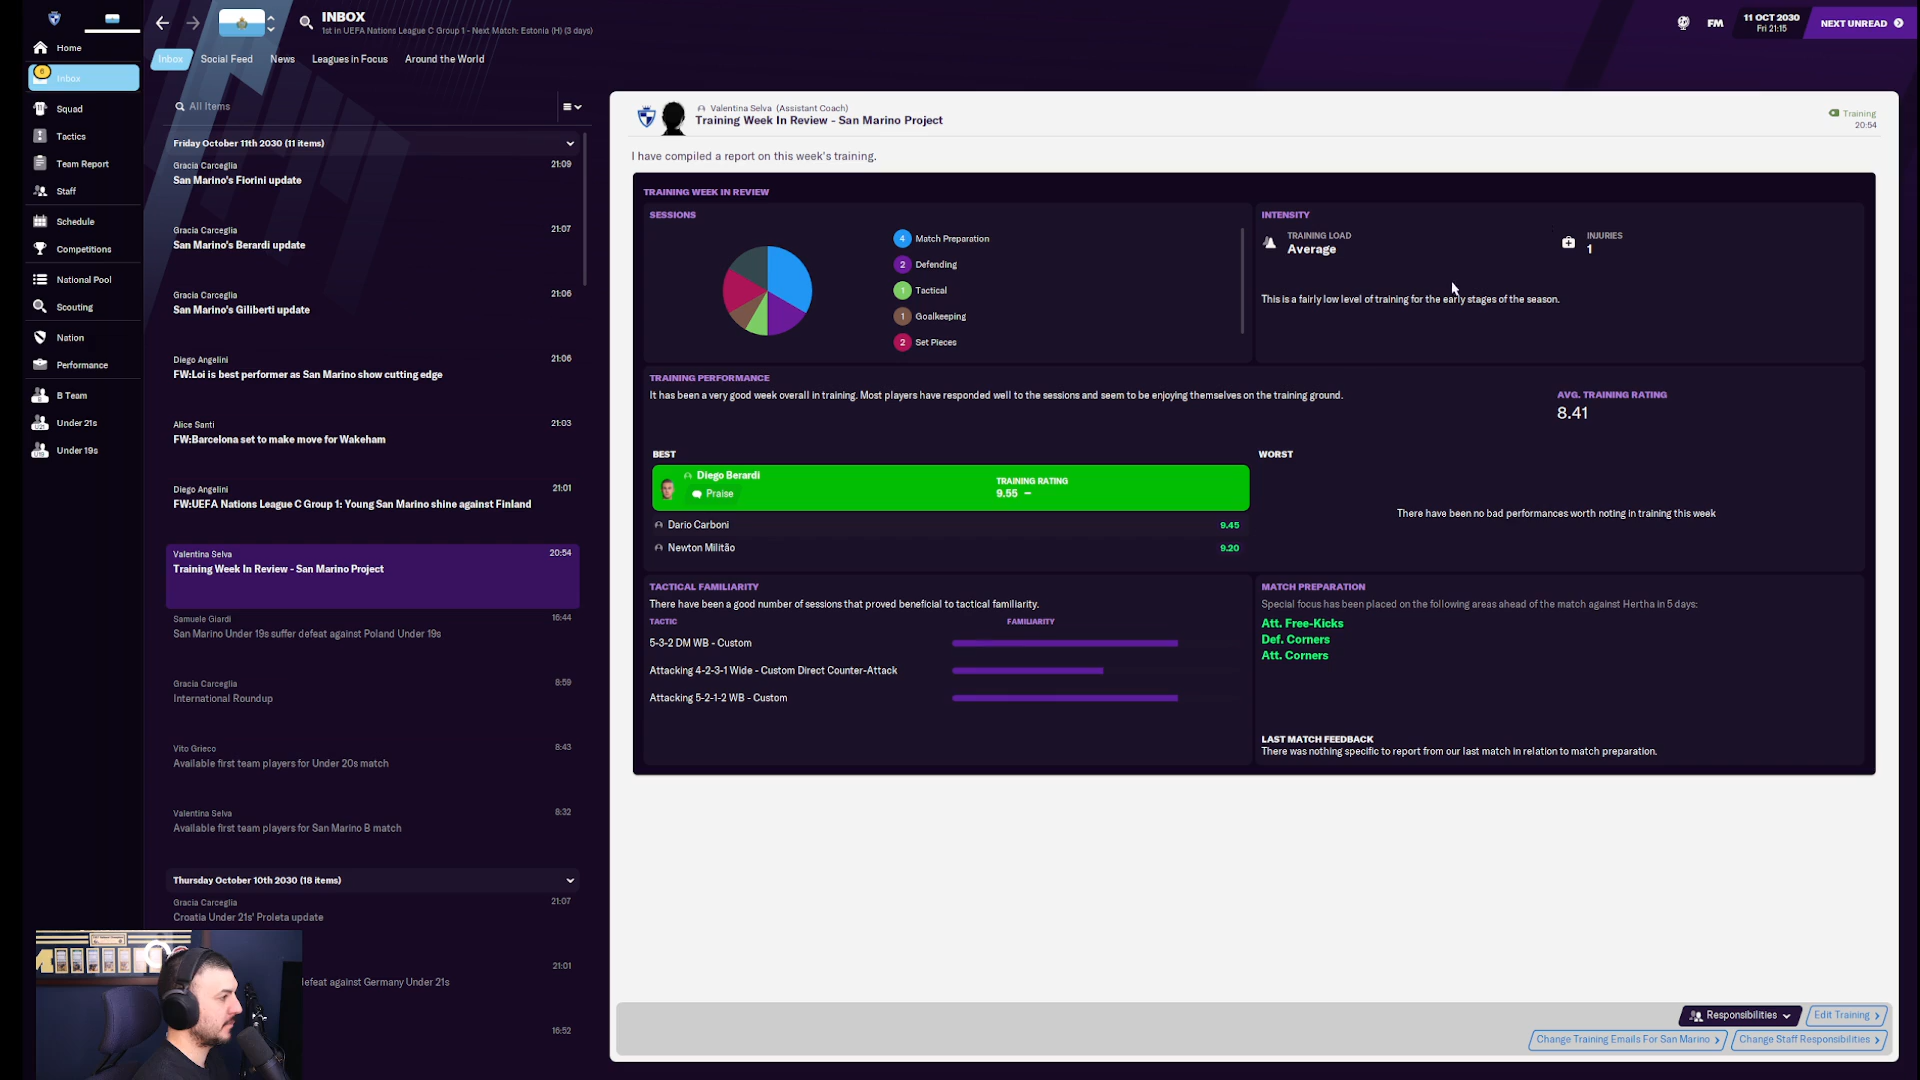 INBOX
1st in UEFA Nations League C Group 1 - Next Match: Estonia (H) (3 days)
FM
11 OCT 2030
Fri 21:15
NEXT UNREAD
Home
6
Inbox
Squad
Tactics
Team Report
Staff
Schedule
Competitions
National Pool
Scouting
Nation
Performance
B Team
Under 21s
Under 19s
Inbox
Social Feed
News
Leagues in Focus
Around the World
All Items
Friday October 11th 2030 (11 items)
Gracia Carceglia 21:09
San Marino's Fiorini update
Gracia Carceglia 21:07
San Marino's Berardi update
Gracia Carceglia 21:06
San Marino's Giliberti update
Diego Angelini 21:06
FW:Loi is best performer as San Marino show cutting edge
Alice Santi 21:03
FW:Barcelona set to make move for Wakeham
Diego Angelini 21:01
FW:UEFA Nations League C Group 1: Young San Marino shine against Finland
Valentina Selva 20:54
Training Week In Review - San Marino Project
Samuele Giardi 16:44
San Marino Under 19s suffer defeat against Poland Under 19s
Gracia Carceglia 8:59
International Roundup
Vito Grieco 8:43
Available first team players for Under 20s match
Valentina Selva 8:32
Available first team players for San Marino B match
Thursday October 10th 2030 (18 items)
Gracia Carceglia 21:07
Croatia Under 21s' Proleta update
21:01
defeat against Germany Under 21s
16:52
Valentina Selva (Assistant Coach)
Training Week In Review - San Marino Project
Training
20:54
I have compiled a report on this week's training.
TRAINING WEEK IN REVIEW
SESSIONS
4 Match Preparation
2 Defending
1 Tactical
1 Goalkeeping
2 Set Pieces
INTENSITY
TRAINING LOAD
Average
INJURIES
1
This is a fairly low level of training for the early stages of the season.
TRAINING PERFORMANCE
It has been a very good week overall in training. Most players have responded well to the sessions and seem to be enjoying themselves on the training ground.
AVG. TRAINING RATING
8.41
BEST
Diego Berardi
Praise
TRAINING RATING
9.55 –
Dario Carboni 9.45
Newton Militão 9.20
WORST
There have been no bad performances worth noting in training this week
TACTICAL FAMILIARITY
There have been a good number of sessions that proved beneficial to tactical familiarity.
TACTIC FAMILIARITY
5-3-2 DM WB - Custom
Attacking 4-2-3-1 Wide - Custom Direct Counter-Attack
Attacking 5-2-1-2 WB - Custom
MATCH PREPARATION
Special focus has been placed on the following areas ahead of the match against Hertha in 5 days:
Att. Free-Kicks
Def. Corners
Att. Corners
LAST MATCH FEEDBACK
There was nothing specific to report from our last match in relation to match preparation.
Responsibilities
Edit Training
Change Training Emails For San Marino
Change Staff Responsibilities